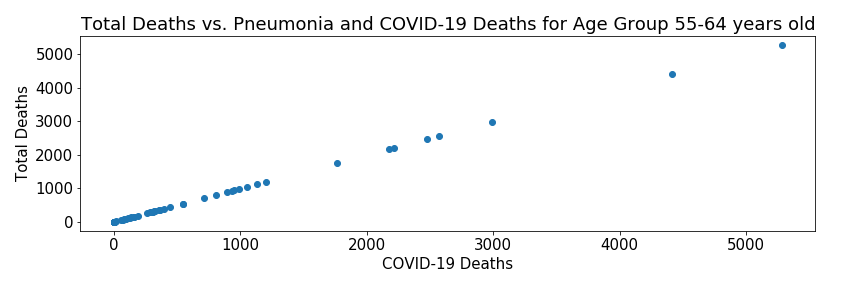 Total Deaths vs. Pneumonia and COVID-19 Deaths for Age Group 55-64 years old
5000
4000
3000
2000
1000
0
Total Deaths
0 1000 2000 3000 4000 5000
COVID-19 Deaths